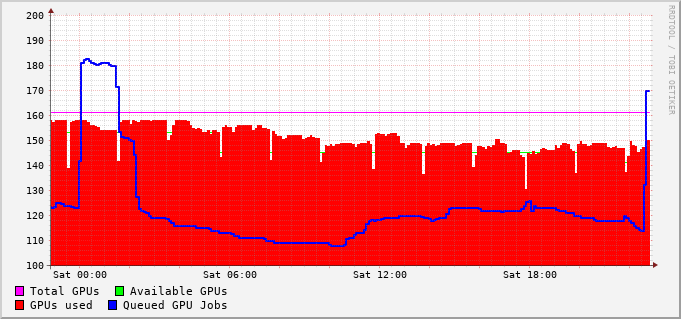 200
190
180
170
160
150
140
130
120
110
100
Sat 00:00 Sat 06:00 Sat 12:00 Sat 18:00
Total GPUs Available GPUs
GPUs used Queued GPU Jobs
RRDTOOL / TOBI OETIKER